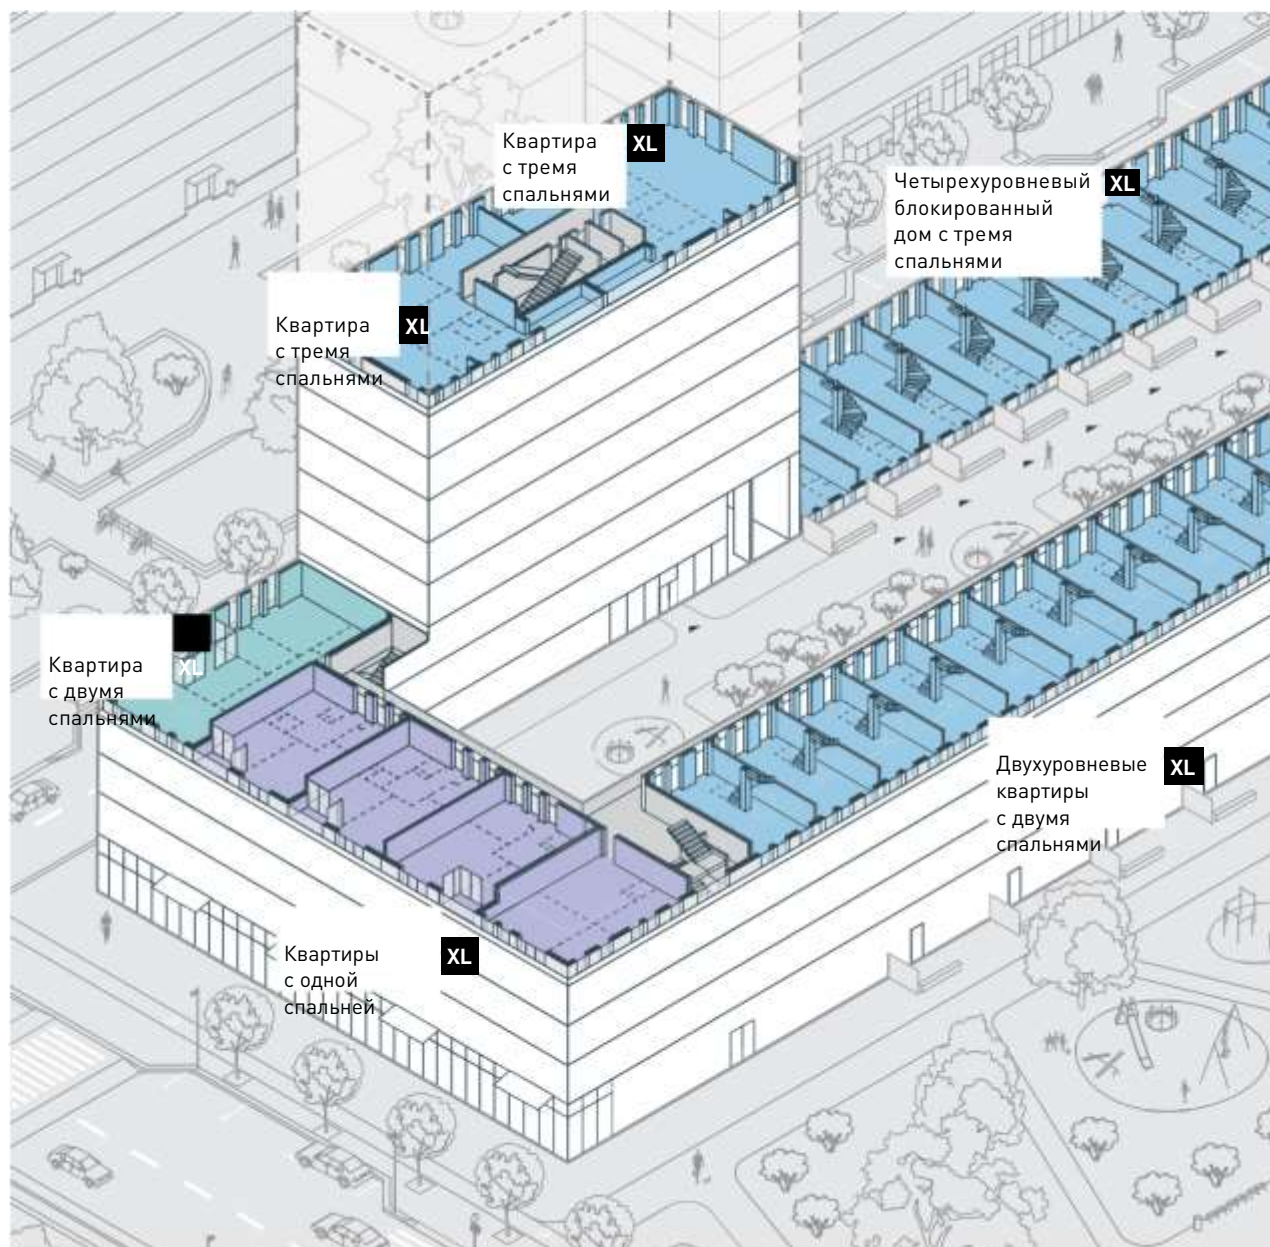 Квартира XL
с тремя
спальнями
Четырехуровневый XL
блокированный
дом с тремя
спальнями
Квартира XL
с тремя
спальнями
XL
Квартира
с двумя
спальнями
Двухуровневые XL
квартиры
с двумя
спальнями
Квартиры XL
с одной
спальней